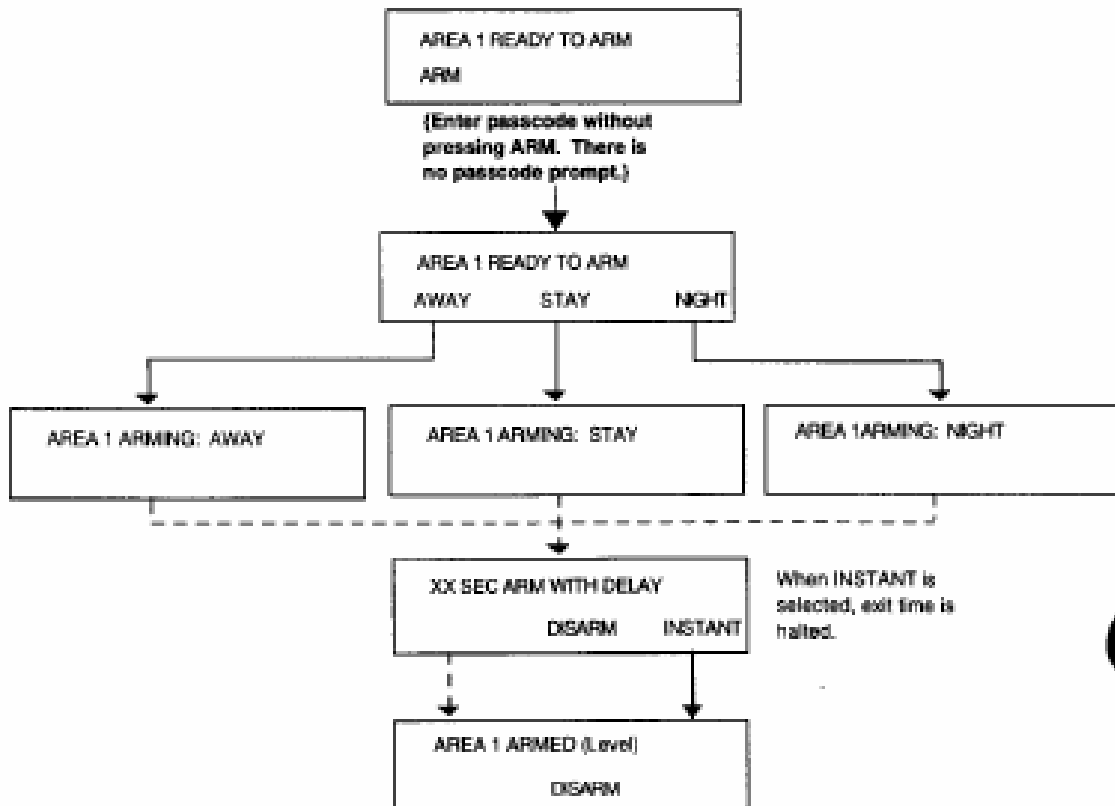 AREA 1 READY TO ARM
ARM
{Enter passcode without
pressing ARM. There is
no passcode prompt.}
AREA 1 READY TO ARM
AWAY STAY NIGHT
AREA 1 ARMING: AWAY
AREA 1 ARMING: STAY
AREA 1ARMING: NIGHT
XX SEC ARM WITH DELAY
DISARM INSTANT
When INSTANT is
selected, exit time is
halted.
AREA 1 ARMED (Level)
DISARM